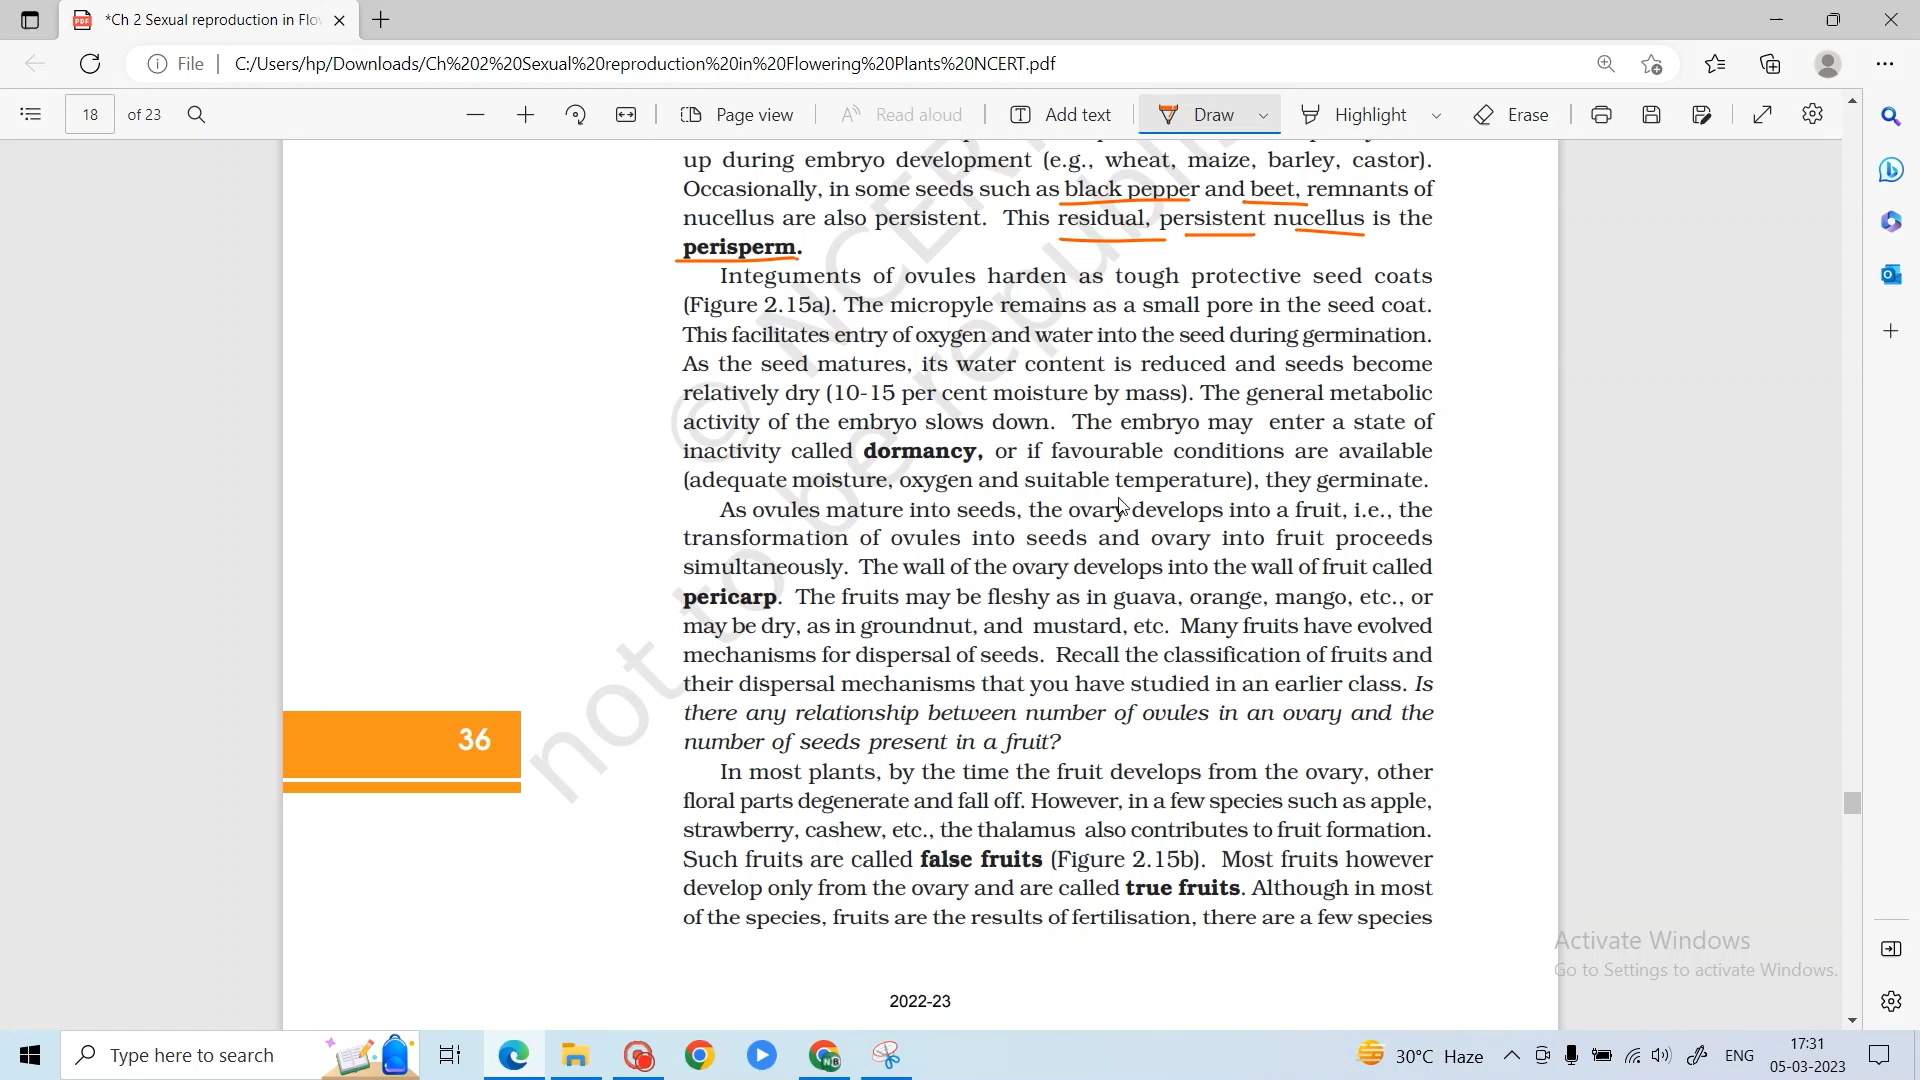 *Ch 2 Sexual reproduction in Flo
File
C:/Users/hp/Downloads/Ch%202%20Sexual%20reproduction%20in%20Flowering%20Plants%20NCERT.pdf
18 of 23
Page view
Read aloud
Add text
Draw
Highlight
Erase
up during embryo development (e.g., wheat, maize, barley, castor).
Occasionally, in some seeds such as black pepper and beet, remnants of
nucellus are also persistent. This residual, persistent nucellus is the
perisperm.
Integuments of ovules harden as tough protective seed coats
(Figure 2.15a). The micropyle remains as a small pore in the seed coat.
This facilitates entry of oxygen and water into the seed during germination.
As the seed matures, its water content is reduced and seeds become
relatively dry (10-15 per cent moisture by mass). The general metabolic
activity of the embryo slows down. The embryo may enter a state of
inactivity called dormancy, or if favourable conditions are available
(adequate moisture, oxygen and suitable temperature), they germinate.
As ovules mature into seeds, the ovary develops into a fruit, i.e., the
transformation of ovules into seeds and ovary into fruit proceeds
simultaneously. The wall of the ovary develops into the wall of fruit called
pericarp. The fruits may be fleshy as in guava, orange, mango, etc., or
may be dry, as in groundnut, and mustard, etc. Many fruits have evolved
mechanisms for dispersal of seeds. Recall the classification of fruits and
their dispersal mechanisms that you have studied in an earlier class. Is
there any relationship between number of ovules in an ovary and the
number of seeds present in a fruit?
In most plants, by the time the fruit develops from the ovary, other
floral parts degenerate and fall off. However, in a few species such as apple,
strawberry, cashew, etc., the thalamus also contributes to fruit formation.
Such fruits are called false fruits (Figure 2.15b). Most fruits however
develop only from the ovary and are called true fruits. Although in most
of the species, fruits are the results of fertilisation, there are a few species
36
© NCERT
not to be republi
2022-23
Activate Windows
Go to Settings to activate Windows.
Type here to search
30°C Haze
ENG
17:31
05-03-2023